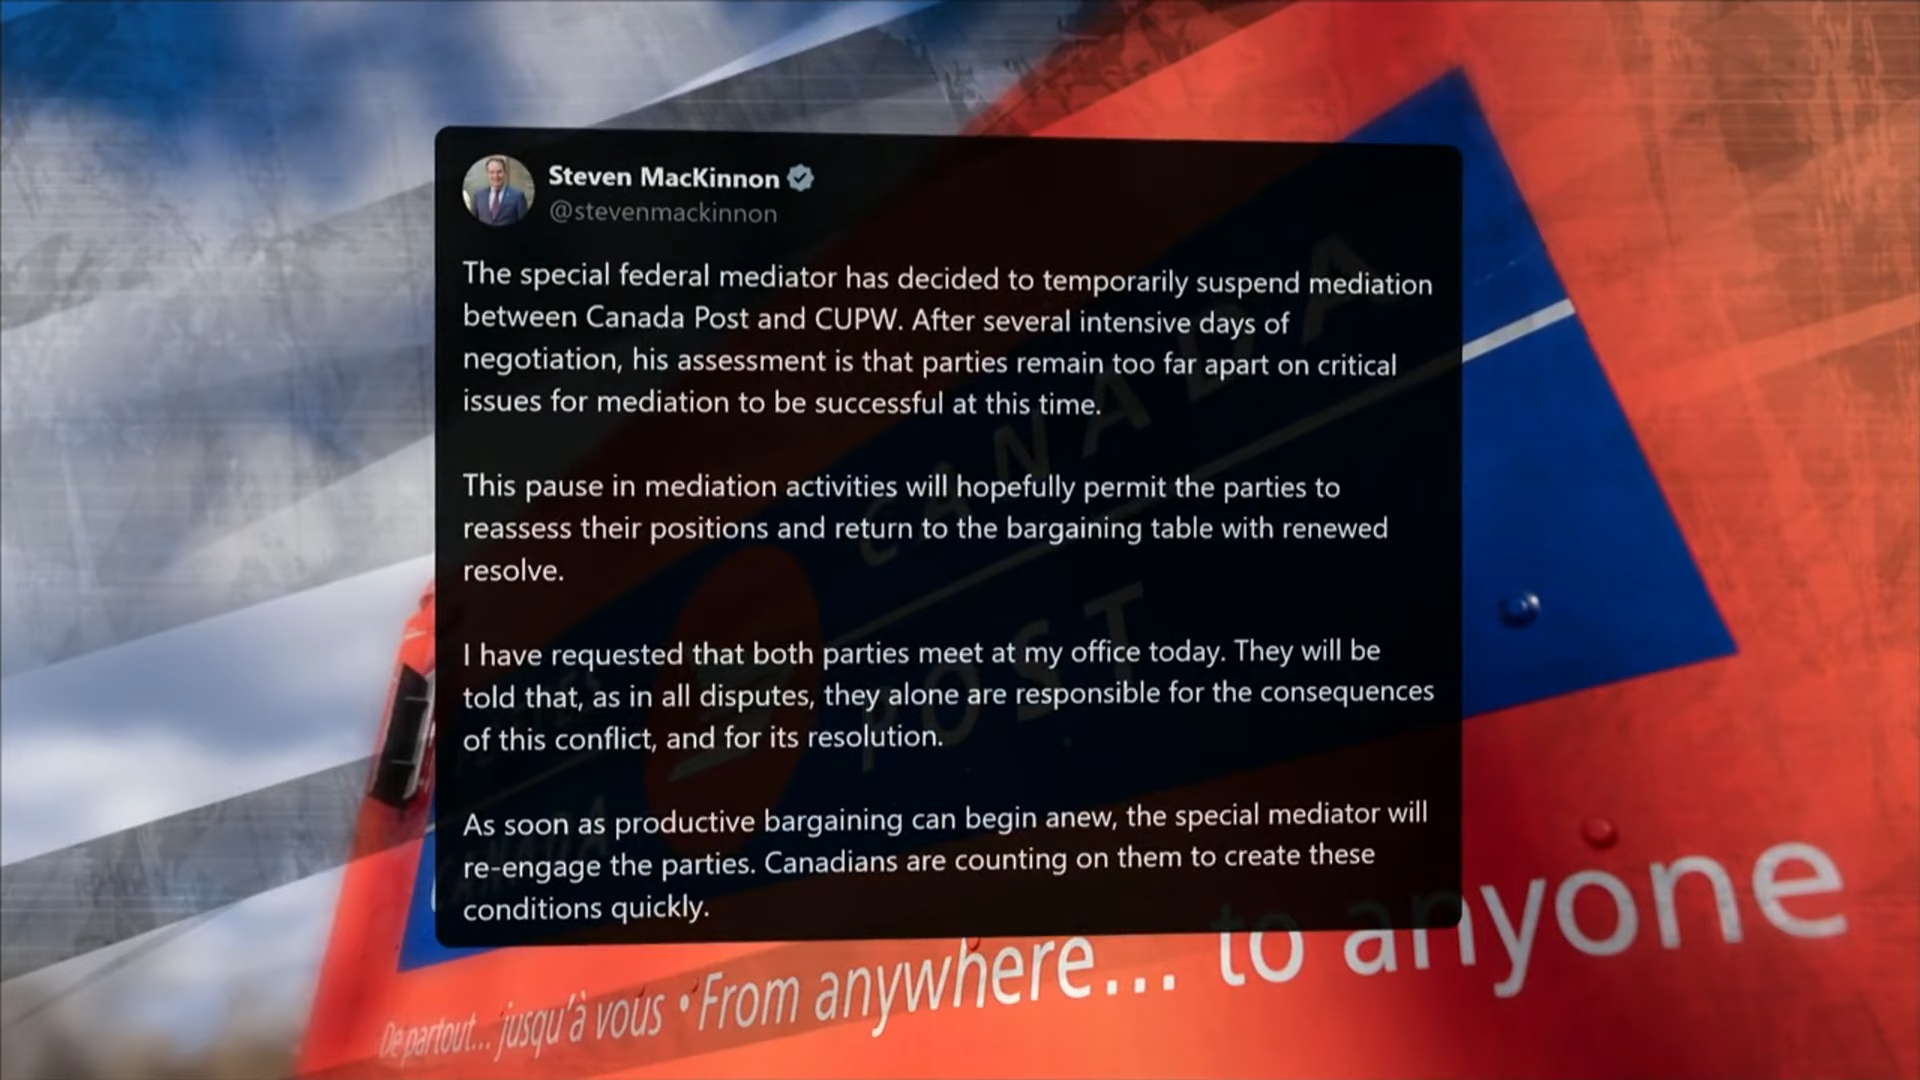 Steven MacKinnon
@stevenmackinnon
The special federal mediator has decided to temporarily suspend mediation
between Canada Post and CUPW. After several intensive days of
negotiation, his assessment is that parties remain too far apart on critical
issues for mediation to be successful at this time.
This pause in mediation activities will hopefully permit the parties to
reassess their positions and return to the bargaining table with renewed
resolve.
I have requested that both parties meet at my office today. They will be
told that, as in all disputes, they alone are responsible for the consequences
of this conflict, and for its resolution.
As soon as productive bargaining can begin anew, the special mediator will
re-engage the parties. Canadians are counting on them to create these
conditions quickly.
CANADA
POST
CANADA
De partout... jusqu'à vous • From anywhere... to anyone